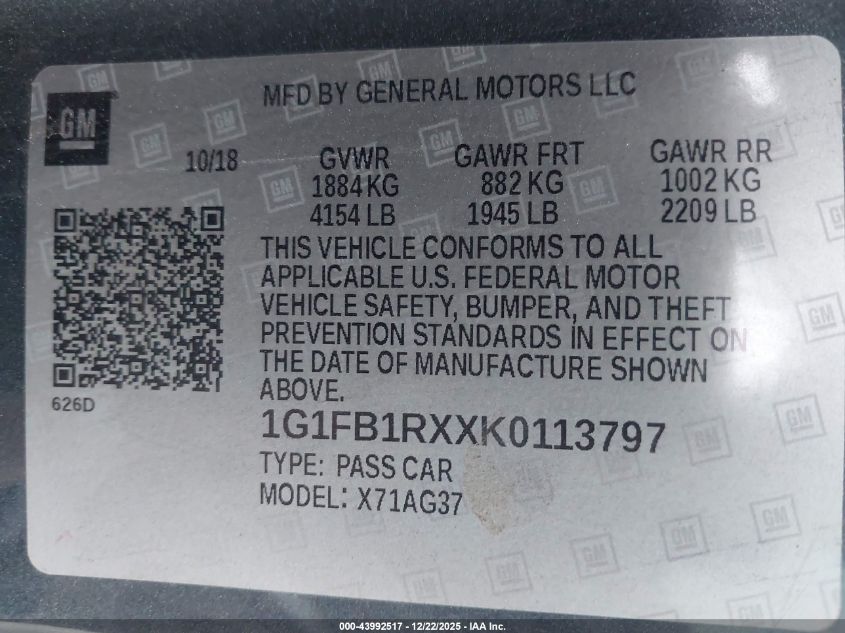 MFD BY GENERAL MOTORS LLC
GM
10/18 GVWR GAWR FRT GAWR RR
1884 KG 882 KG 1002 KG
4154 LB 1945 LB 2209 LB
THIS VEHICLE CONFORMS TO ALL
APPLICABLE U.S. FEDERAL MOTOR
VEHICLE SAFETY, BUMPER, AND THEFT
PREVENTION STANDARDS IN EFFECT ON
THE DATE OF MANUFACTURE SHOWN
ABOVE.
626D
1G1FB1RXXK0113797
TYPE: PASS CAR
MODEL: X71AG37
000-43992517 - 12/22/2025 - IAA Inc.